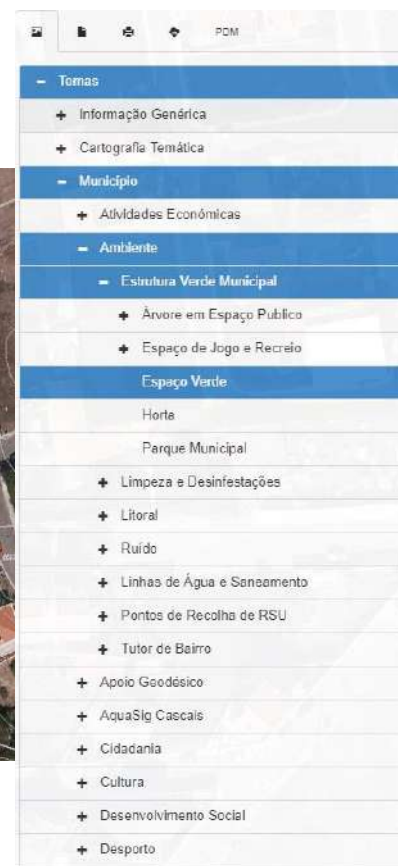 PDM
− Temas
+ Informação Genérica
+ Cartografia Temática
− Município
+ Atividades Económicas
− Ambiente
− Estrutura Verde Municipal
+ Árvore em Espaço Publico
+ Espaço de Jogo e Recreio
Espaço Verde
Horta
Parque Municipal
+ Limpeza e Desinfestações
+ Litoral
+ Ruído
+ Linhas de Água e Saneamento
+ Pontos de Recolha de RSU
+ Tutor de Bairro
+ Apoio Geodésico
+ AquaSig Cascais
+ Cidadania
+ Cultura
+ Desenvolvimento Social
+ Desporto